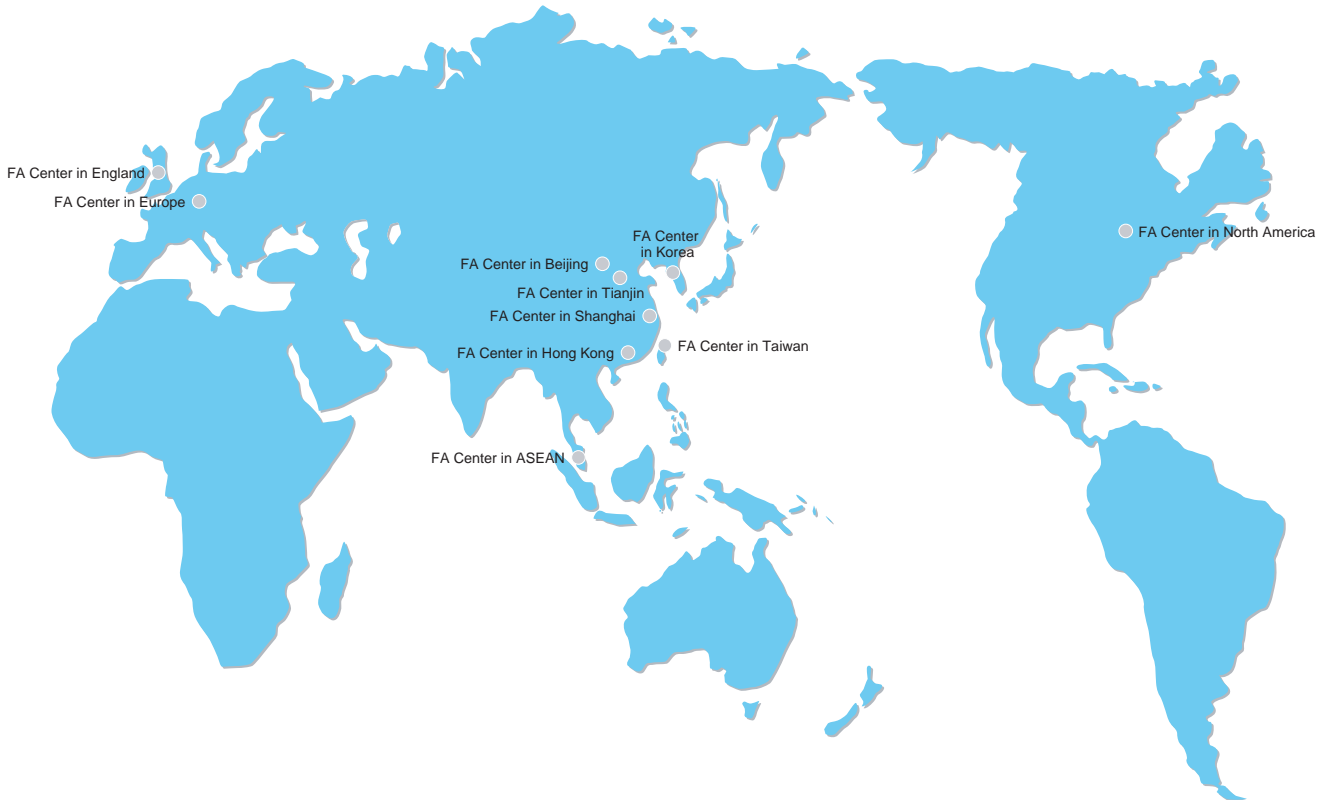 FA Center in England
FA Center in Europe
FA Center
in Korea
FA Center in North America
FA Center in Beijing
FA Center in Tianjin
FA Center in Shanghai
FA Center in Taiwan
FA Center in Hong Kong
FA Center in ASEAN